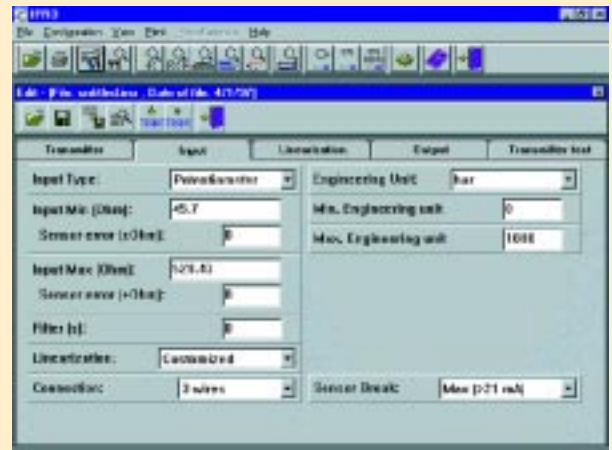 File Configuration View Print Help
Edit - [File: untitled.inr , Date of file: 4/1/97]
Transmitter Input Linearization Output Transmitter test
Input Type: Potentiometer Engineering Unit: bar
Input Min (Ohm): 45.7 Min. Engineering unit 0
Sensor error (±Ohm): 0 Max. Engineering unit
Input Max (Ohm):
Sensor error (+Ohm): 0
Filter (s): 0
Linearization: Customized
Connection: 3 wires Sensor Break: Max (>21 mA)